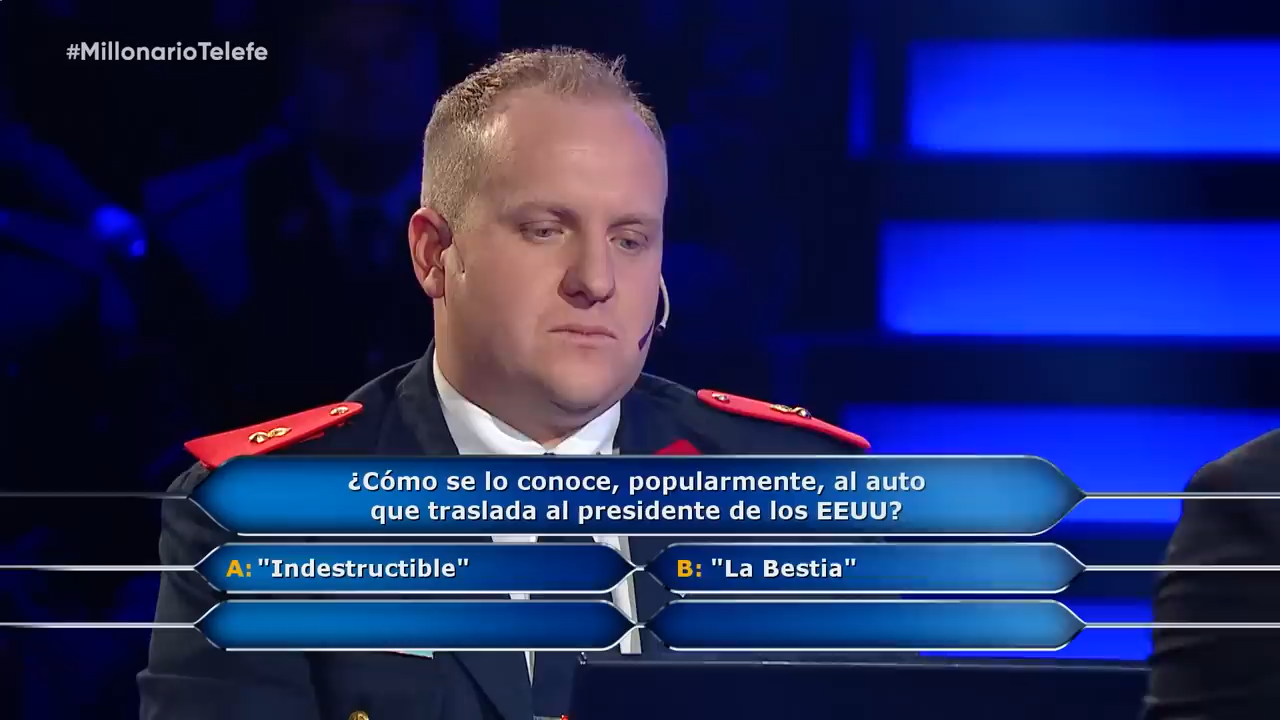 #MillonarioTelefe
¿Cómo se lo conoce, popularmente, al auto
que traslada al presidente de los EEUU?
A: "Indestructible"
B: "La Bestia"